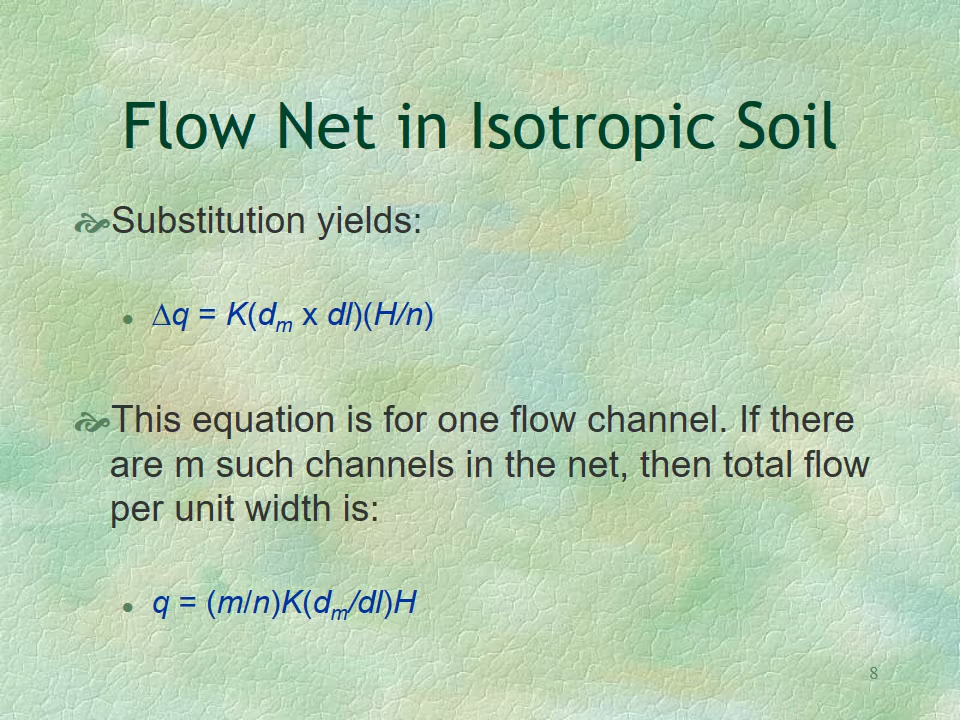 Flow Net in Isotropic Soil
Substitution yields:
∆q = K(dₘ x dl)(H/n)
This equation is for one flow channel. If there
are m such channels in the net, then total flow
per unit width is:
q = (m/n)K(dₘ/dl)H
8